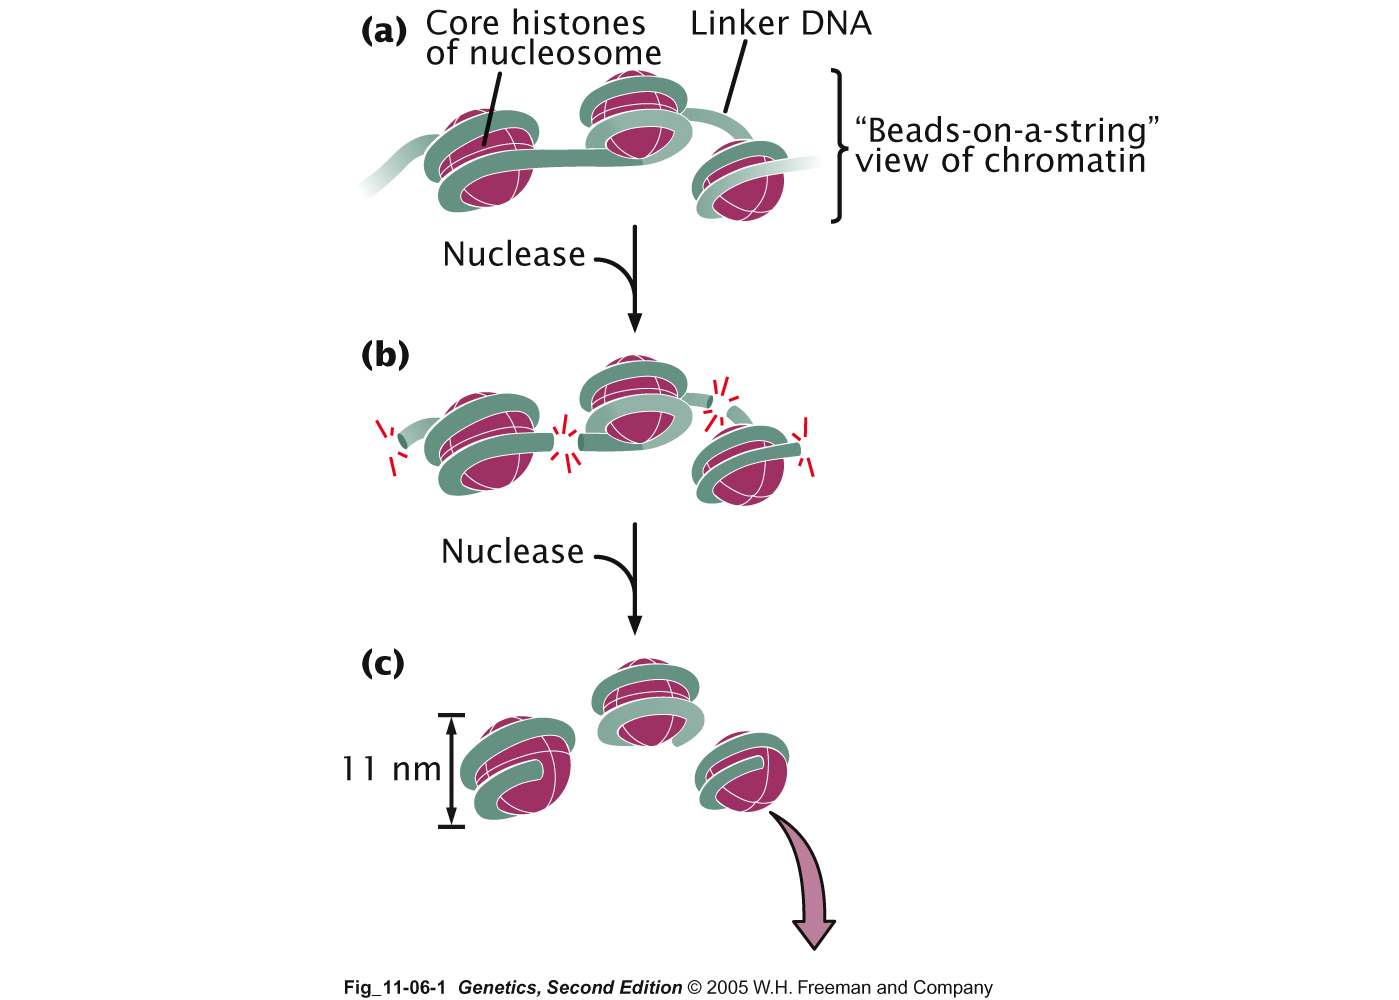 (a)
Core histones
of nucleosome
Linker DNA
“Beads-on-a-string”
view of chromatin
Nuclease
(b)
Nuclease
(c)
11 nm
Fig_11-06-1 Genetics, Second Edition © 2005 W.H. Freeman and Company